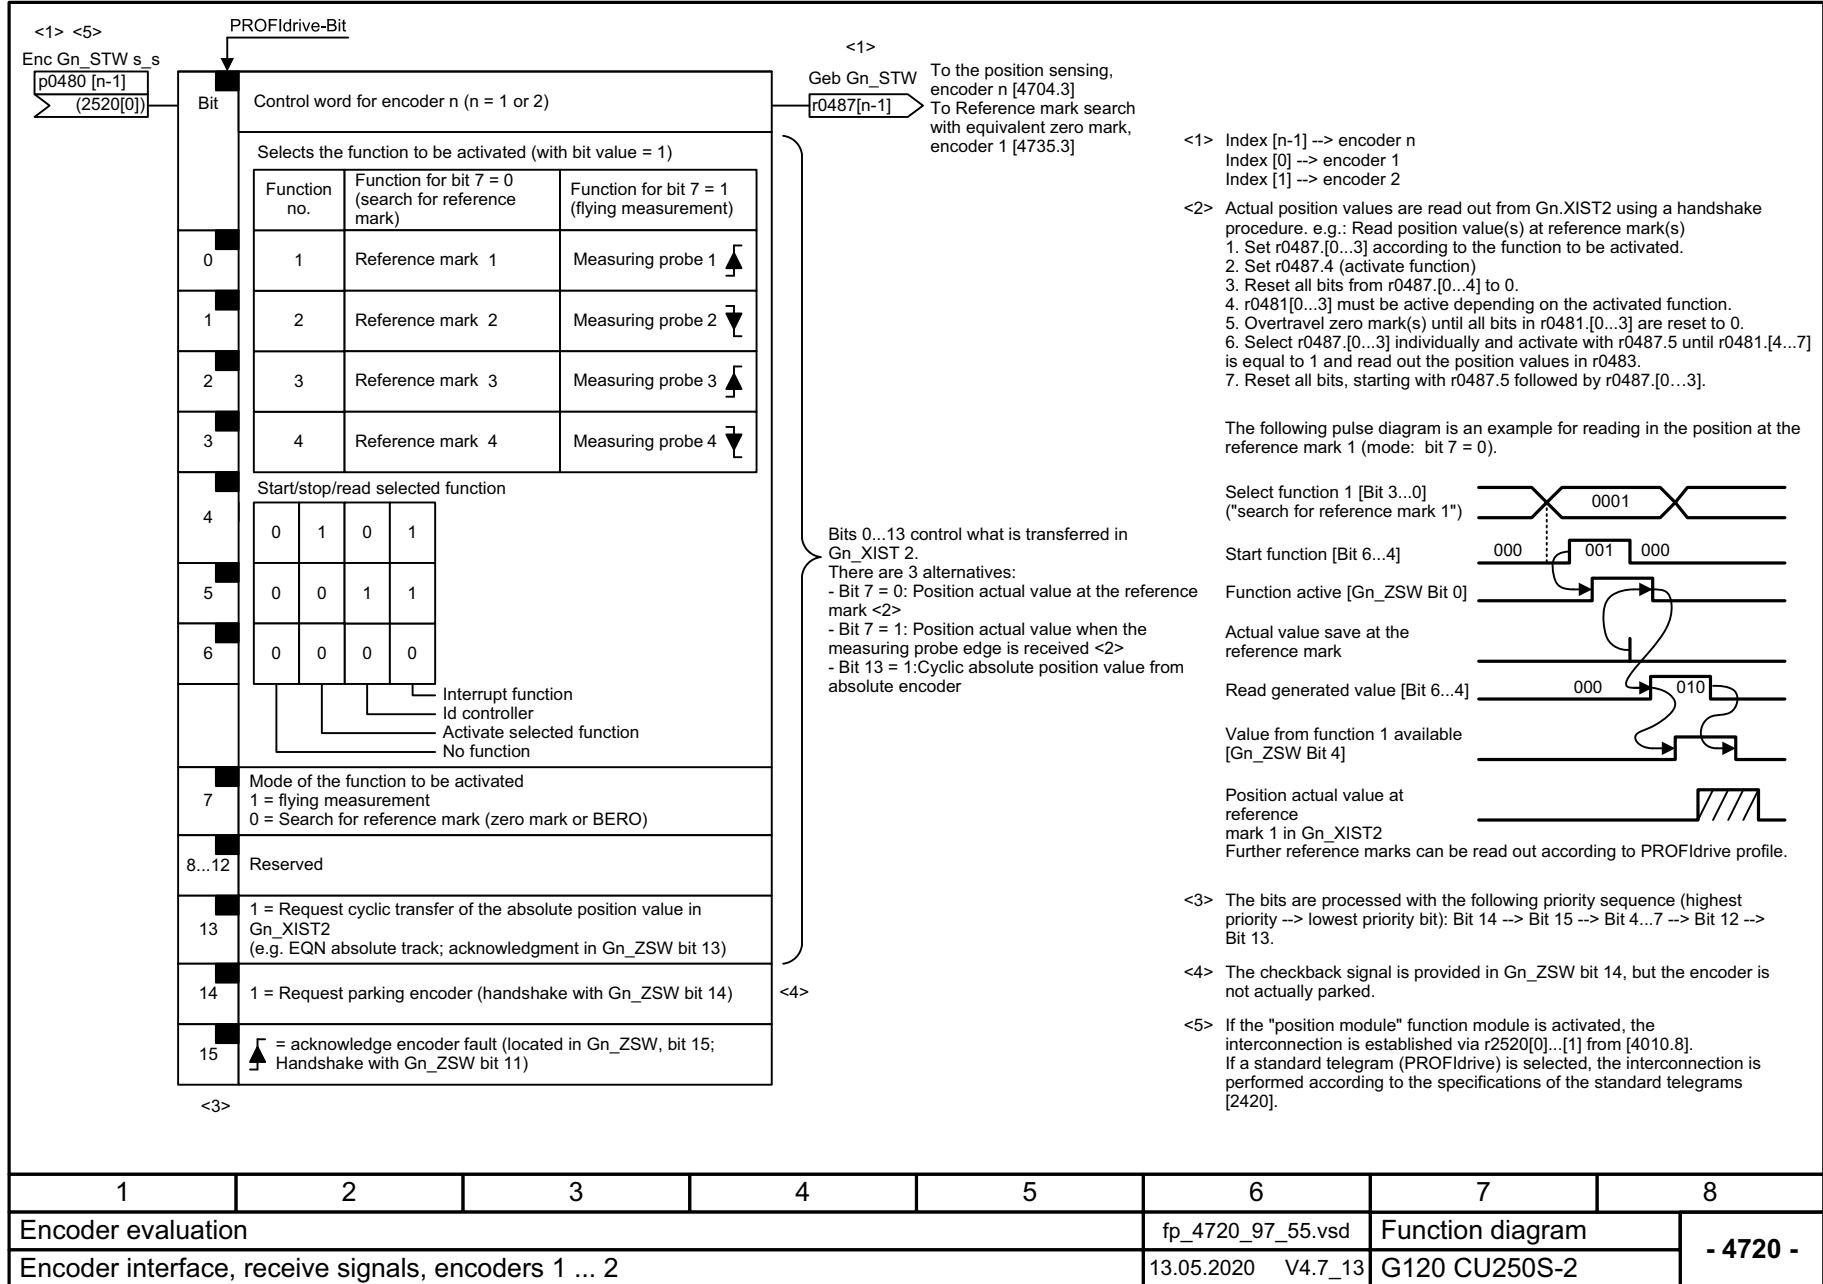 <1> <5>
PROFIdrive-Bit
Enc Gn_STW s_s
p0480 [n-1]
(2520[0])
Bit
Control word for encoder n (n = 1 or 2)
<1>
Geb Gn_STW
r0487[n-1]
To the position sensing,
encoder n [4704.3]
To Reference mark search
with equivalent zero mark,
encoder 1 [4735.3]
Selects the function to be activated (with bit value = 1)
Function
no.
Function for bit 7 = 0
(search for reference
mark)
Function for bit 7 = 1
(flying measurement)
0
1
Reference mark 1
Measuring probe 1
1
2
Reference mark 2
Measuring probe 2
2
3
Reference mark 3
Measuring probe 3
3
4
Reference mark 4
Measuring probe 4
Start/stop/read selected function
4
0 1 0 1
5
0 0 1 1
6
0 0 0 0
Interrupt function
Id controller
Activate selected function
No function
7
Mode of the function to be activated
1 = flying measurement
0 = Search for reference mark (zero mark or BERO)
8...12
Reserved
13
1 = Request cyclic transfer of the absolute position value in
Gn_XIST2
(e.g. EQN absolute track; acknowledgment in Gn_ZSW bit 13)
14
1 = Request parking encoder (handshake with Gn_ZSW bit 14)
<4>
15
= acknowledge encoder fault (located in Gn_ZSW, bit 15;
Handshake with Gn_ZSW bit 11)
<3>
Bits 0...13 control what is transferred in
Gn_XIST 2.
There are 3 alternatives:
- Bit 7 = 0: Position actual value at the reference
mark <2>
- Bit 7 = 1: Position actual value when the
measuring probe edge is received <2>
- Bit 13 = 1:Cyclic absolute position value from
absolute encoder
<1> Index [n-1] --> encoder n
Index [0] --> encoder 1
Index [1] --> encoder 2
<2> Actual position values are read out from Gn.XIST2 using a handshake
procedure. e.g.: Read position value(s) at reference mark(s)
1. Set r0487.[0...3] according to the function to be activated.
2. Set r0487.4 (activate function)
3. Reset all bits from r0487.[0...4] to 0.
4. r0481[0...3] must be active depending on the activated function.
5. Overtravel zero mark(s) until all bits in r0481.[0...3] are reset to 0.
6. Select r0487.[0...3] individually and activate with r0487.5 until r0481.[4...7]
is equal to 1 and read out the position values in r0483.
7. Reset all bits, starting with r0487.5 followed by r0487.[0…3].
The following pulse diagram is an example for reading in the position at the
reference mark 1 (mode: bit 7 = 0).
Select function 1 [Bit 3...0]
("search for reference mark 1")
0001
Start function [Bit 6...4]
000 001 000
Function active [Gn_ZSW Bit 0]
Actual value save at the
reference mark
Read generated value [Bit 6...4]
000 010
Value from function 1 available
[Gn_ZSW Bit 4]
Position actual value at
reference
mark 1 in Gn_XIST2
Further reference marks can be read out according to PROFIdrive profile.
<3> The bits are processed with the following priority sequence (highest
priority --> lowest priority bit): Bit 14 --> Bit 15 --> Bit 4...7 --> Bit 12 -->
Bit 13.
<4> The checkback signal is provided in Gn_ZSW bit 14, but the encoder is
not actually parked.
<5> If the "position module" function module is activated, the
interconnection is established via r2520[0]...[1] from [4010.8].
If a standard telegram (PROFIdrive) is selected, the interconnection is
performed according to the specifications of the standard telegrams
[2420].
1 2 3 4 5 6 7 8
Encoder evaluation
fp_4720_97_55.vsd
Function diagram
- 4720 -
Encoder interface, receive signals, encoders 1 ... 2
13.05.2020 V4.7_13
G120 CU250S-2